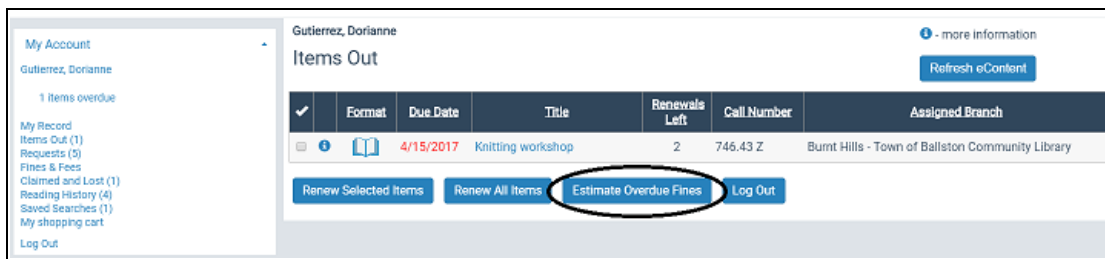 My Account
Gutierrez, Dorianne
1 items overdue
My Record
Items Out (1)
Requests (5)
Fines & Fees
Claimed and Lost (1)
Reading History (4)
Saved Searches (1)
My shopping cart
Log Out
Gutierrez, Dorianne
- more information
Items Out
Refresh eContent
Format Due Date Title Renewals Left Call Number Assigned Branch
4/15/2017 Knitting workshop 2 746.43 Z Burnt Hills - Town of Ballston Community Library
Renew Selected Items Renew All Items Estimate Overdue Fines Log Out